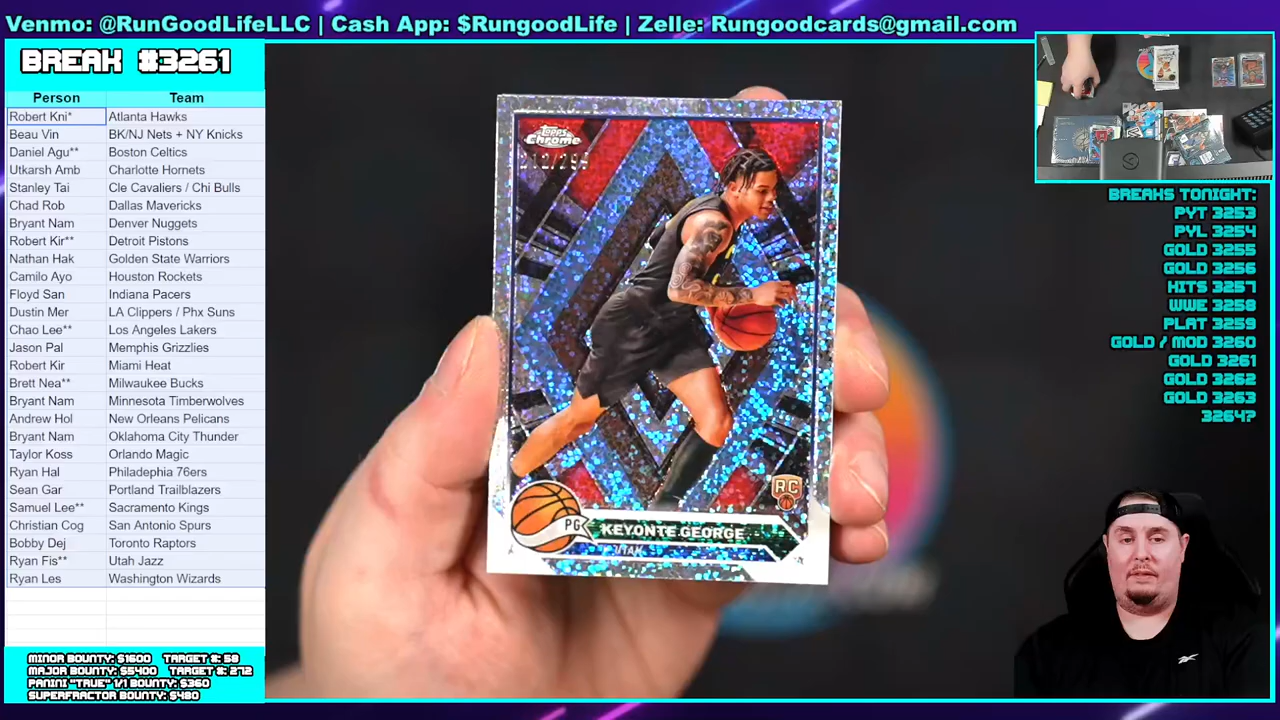 Venmo: @RunGoodLifeLLC | Cash App: $RungoodLife | Zelle: Rungoodcards@gmail.com
BREAK #3261
Person Team
Robert Kni* Atlanta Hawks
Beau Vin BK/NJ Nets + NY Knicks
Daniel Agu** Boston Celtics
Utkarsh Amb Charlotte Hornets
Stanley Tai Cle Cavaliers / Chi Bulls
Chad Rob Dallas Mavericks
Bryant Nam Denver Nuggets
Robert Kir** Detroit Pistons
Nathan Hak Golden State Warriors
Camilo Ayo Houston Rockets
Floyd San Indiana Pacers
Dustin Mer LA Clippers / Phx Suns
Chao Lee** Los Angeles Lakers
Jason Pal Memphis Grizzlies
Robert Kir Miami Heat
Brett Nea** Milwaukee Bucks
Bryant Nam Minnesota Timberwolves
Andrew Hol New Orleans Pelicans
Bryant Nam Oklahoma City Thunder
Taylor Koss Orlando Magic
Ryan Hal Philadephia 76ers
Sean Gar Portland Trailblazers
Samuel Lee** Sacramento Kings
Christian Cog San Antonio Spurs
Bobby Dej Toronto Raptors
Ryan Fis** Utah Jazz
Ryan Les Washington Wizards
MINOR BOUNTY: $1600 TARGET #: 58
MAJOR BOUNTY: $5400 TARGET #: 272
PANINI "TRUE" 1/1 BOUNTY: $360
SUPERFRACTOR BOUNTY: $480
Topps
Chrome
RC
PG
KEYONTE GEORGE
UTAH
BREAKS TONIGHT:
PYT 3253
PYL 3254
GOLD 3255
GOLD 3256
HITS 3257
WWE 3258
PLAT 3259
GOLD / MOD 3260
GOLD 3261
GOLD 3262
GOLD 3263
3264?